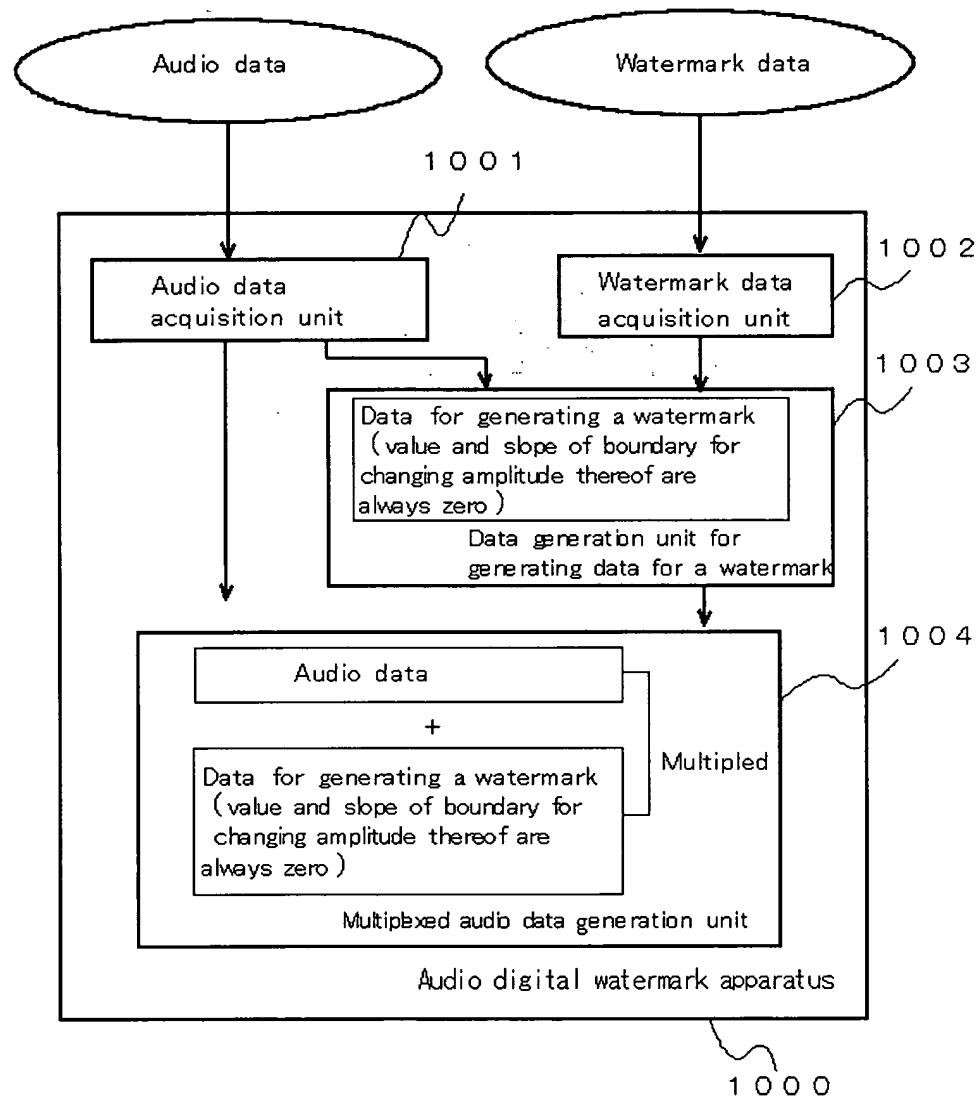 Audio data
Watermark data
1001
Audio data
acquisition unit
Watermark data
acquisition unit
1002
1003
Data for generating a watermark
(value and slope of boundary for
changing amplitude thereof are
always zero)
Data generation unit for
generating data for a watermark
1004
Audio data
+
Multipled
Data for generating a watermark
(value and slope of boundary for
changing amplitude thereof are
always zero)
Multiplexed audio data generation unit
Audio digital watermark apparatus
1000